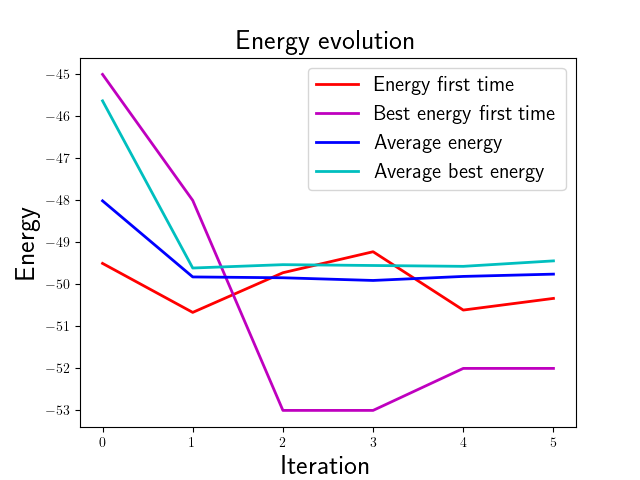 Energy evolution
Energy first time
Best energy first time
Average energy
Average best energy
Energy
−45
−46
−47
−48
−49
−50
−51
−52
−53
0 1 2 3 4 5
Iteration